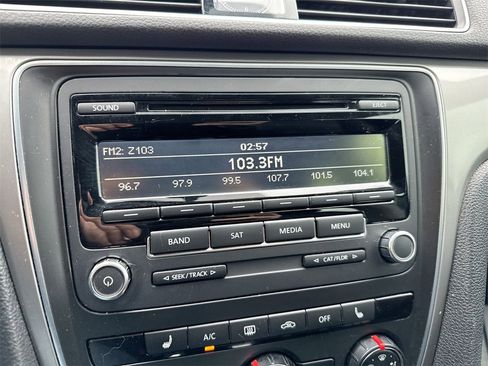 SOUND
EJECT
FM2: Z103 02:57
103.3FM
96.7 97.9 99.5 107.7 101.5 104.1
BAND SAT MEDIA MENU
SEEK/TRACK CAT/FLDR
A/C OFF